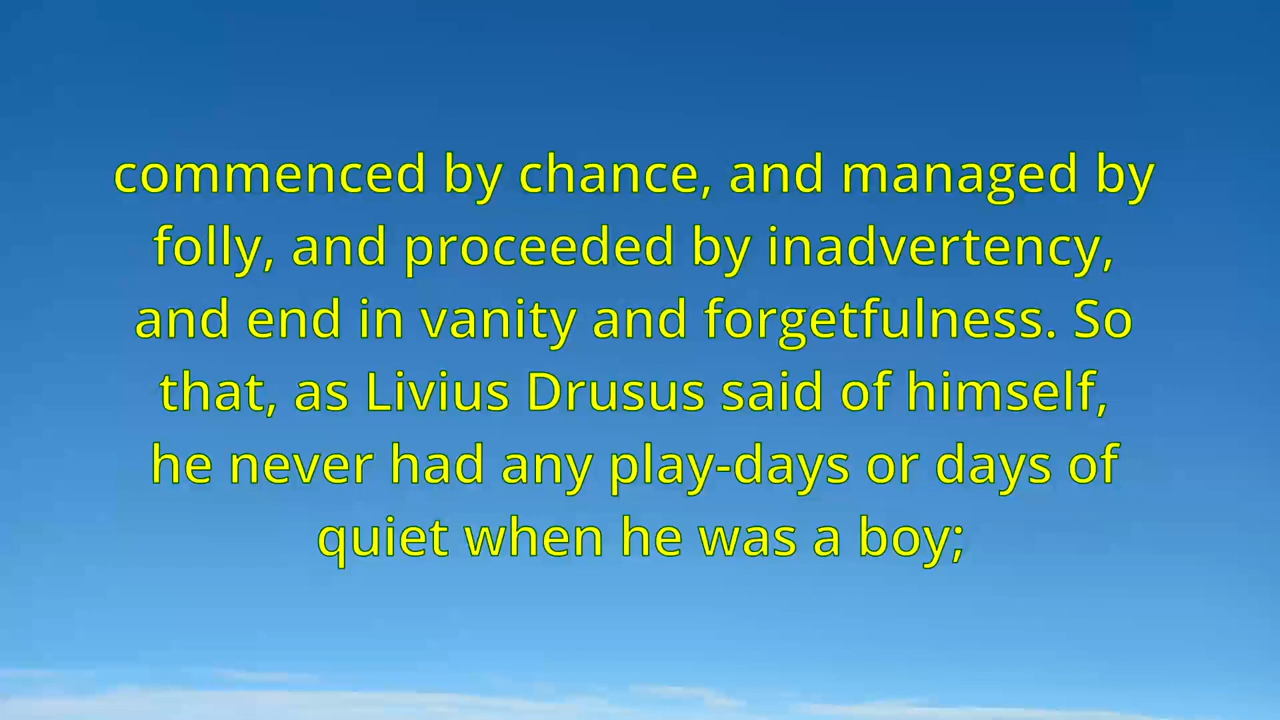 commenced by chance, and managed by
folly, and proceeded by inadvertency,
and end in vanity and forgetfulness. So
that, as Livius Drusus said of himself,
he never had any play-days or days of
quiet when he was a boy;